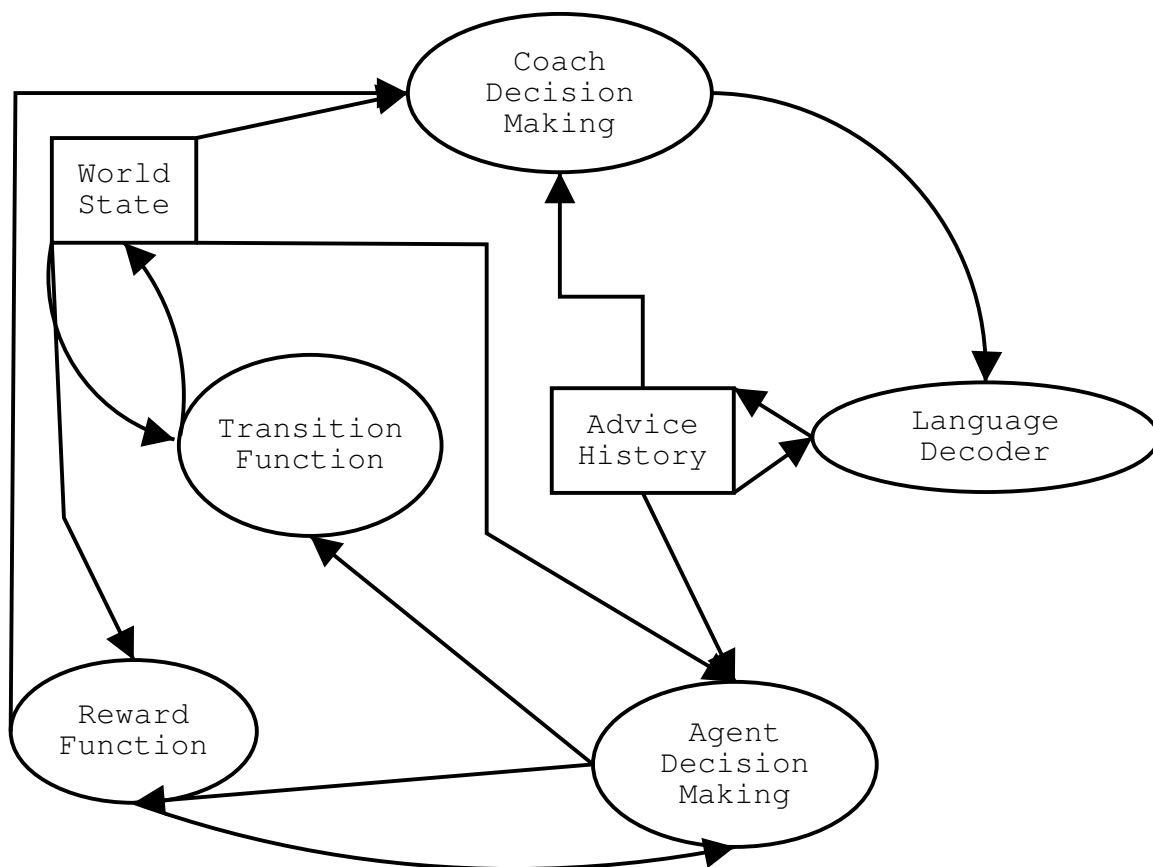 Coach
Decision
Making
World
State
Transition
Function
Advice
History
Language
Decoder
Reward
Function
Agent
Decision
Making